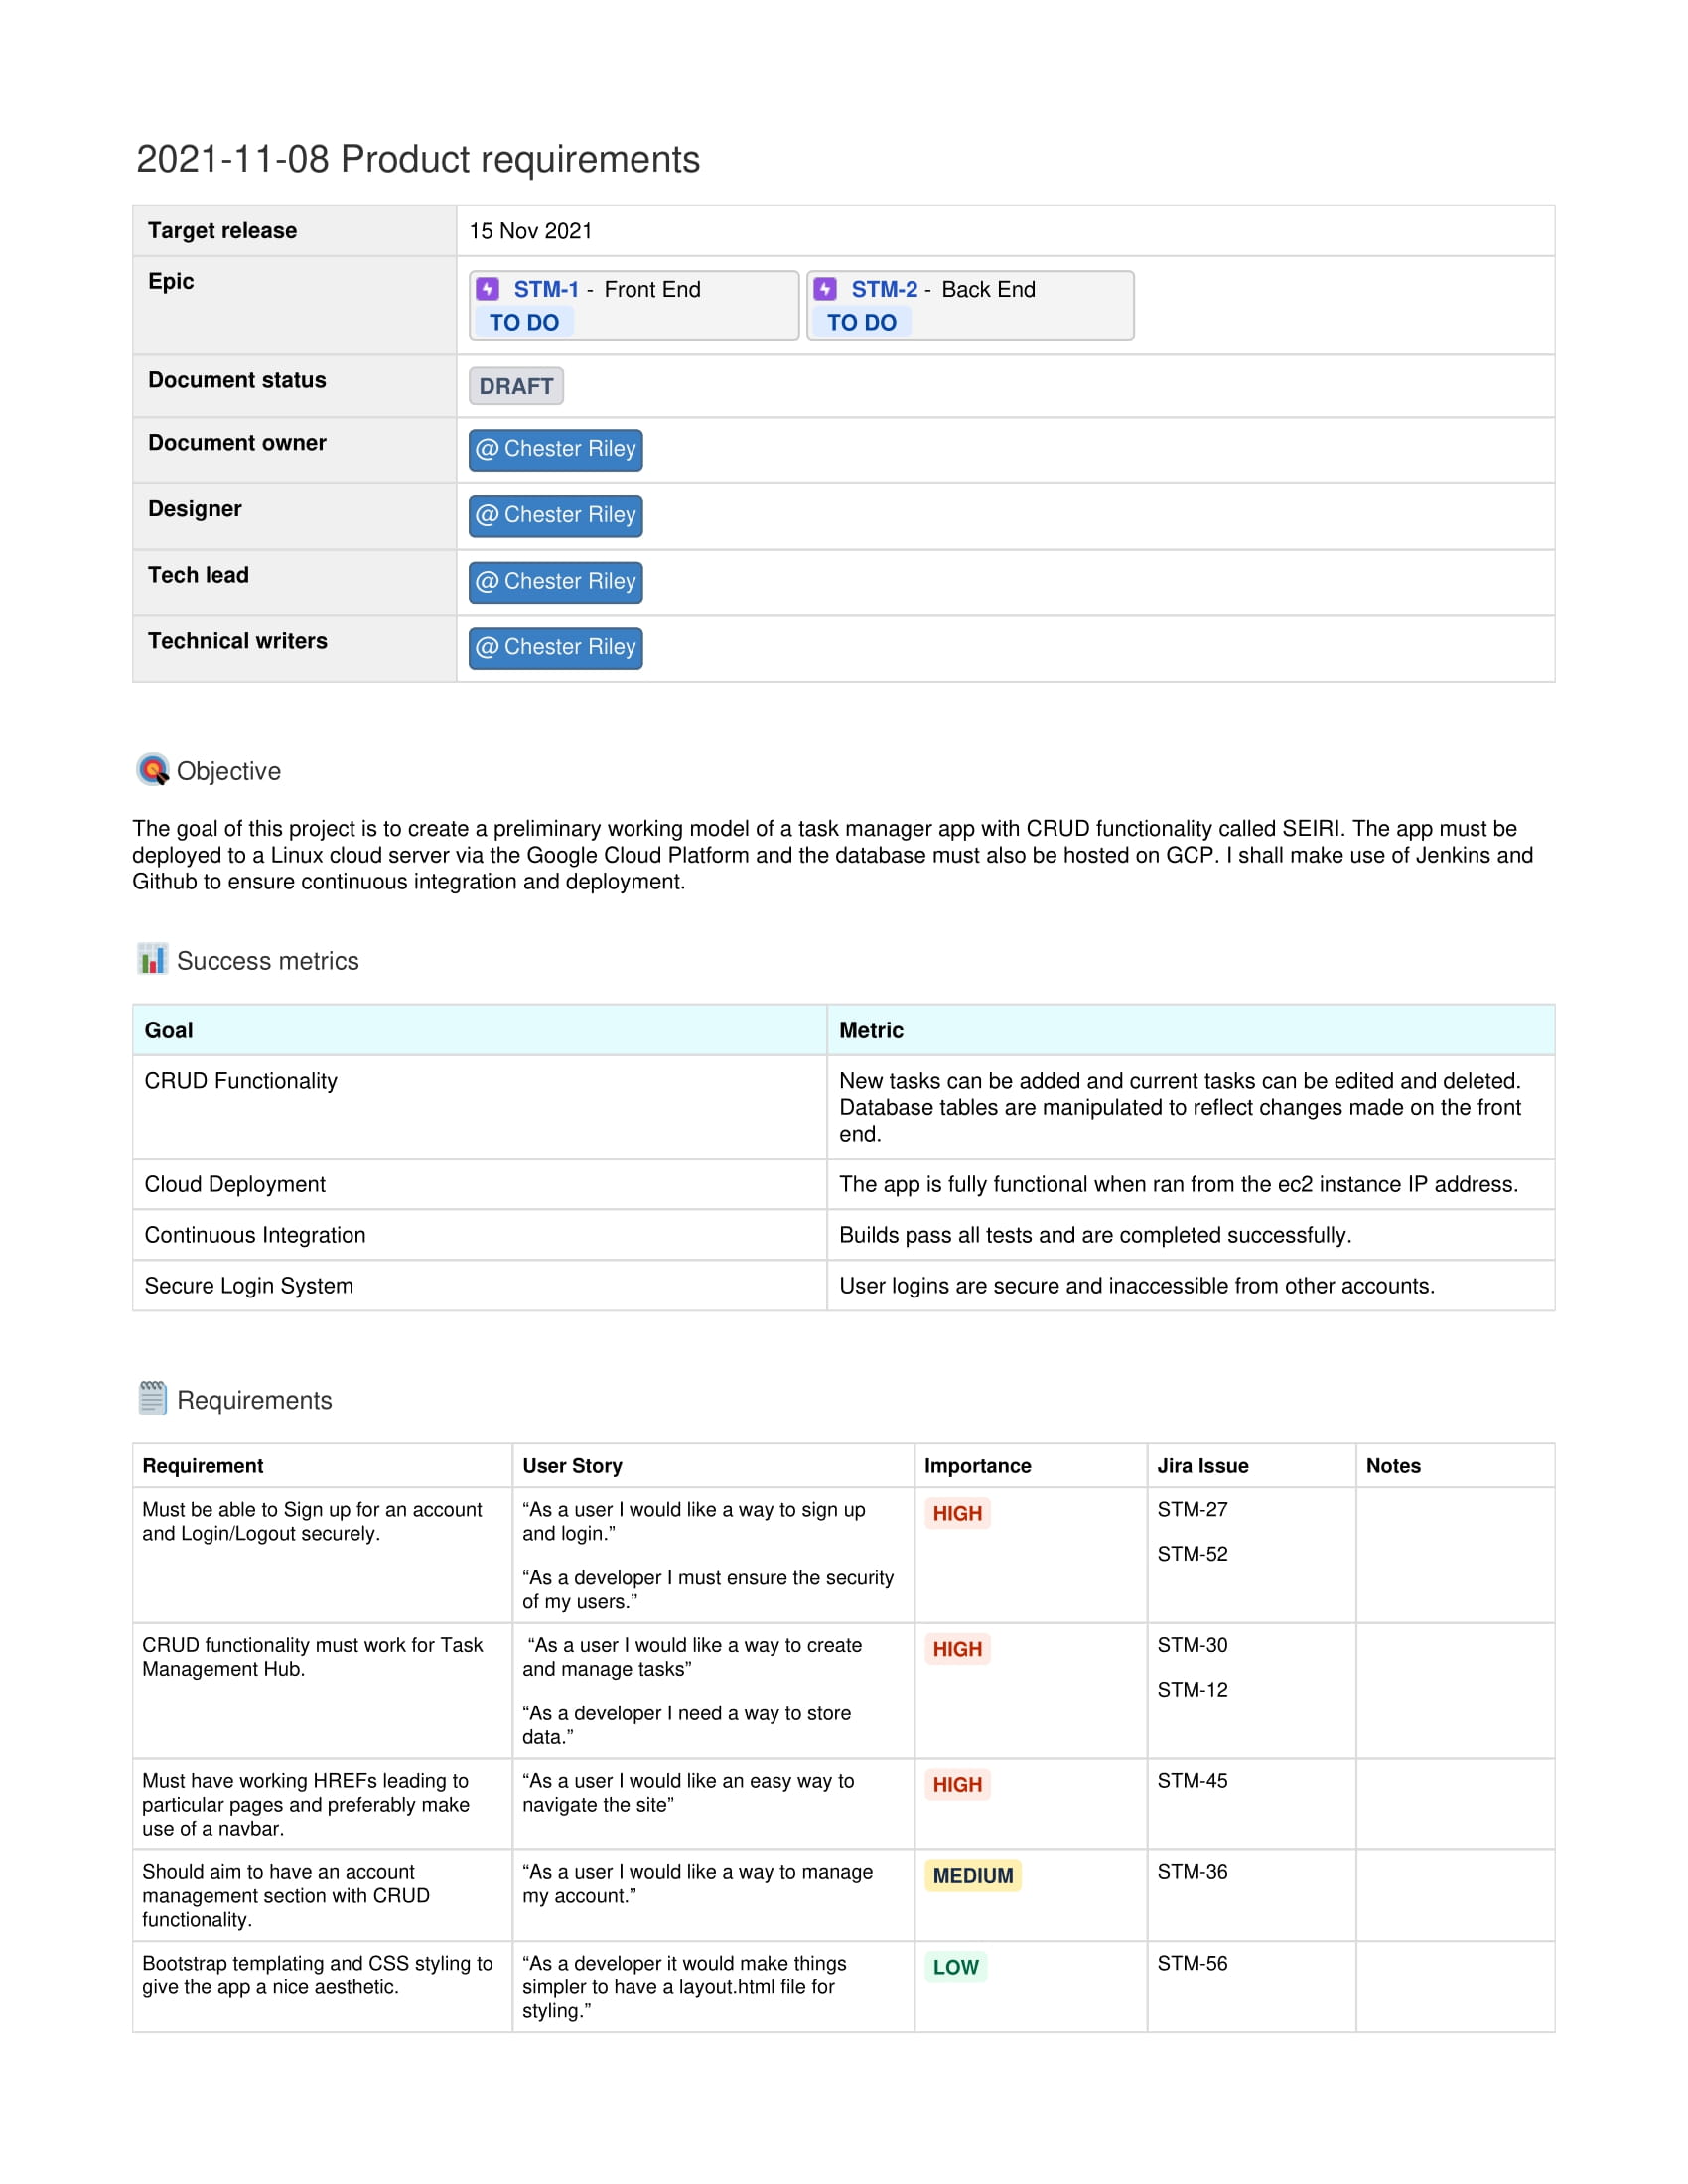 2021-11-08 Product requirements
Target release 15 Nov 2021
Epic STM-1 - Front End STM-2 - Back End
TO DO TO DO
Document status DRAFT
Document owner @ Chester Riley
Designer @ Chester Riley
Tech lead @ Chester Riley
Technical writers @ Chester Riley
Objective
The goal of this project is to create a preliminary working model of a task manager app with CRUD functionality called SEIRI. The app must be
deployed to a Linux cloud server via the Google Cloud Platform and the database must also be hosted on GCP. I shall make use of Jenkins and
Github to ensure continuous integration and deployment.
Success metrics
Goal Metric
CRUD Functionality New tasks can be added and current tasks can be edited and deleted.
Database tables are manipulated to reflect changes made on the front
end.
Cloud Deployment The app is fully functional when ran from the ec2 instance IP address.
Continuous Integration Builds pass all tests and are completed successfully.
Secure Login System User logins are secure and inaccessible from other accounts.
Requirements
Requirement User Story Importance Jira Issue Notes
Must be able to Sign up for an account “As a user I would like a way to sign up HIGH STM-27
and Login/Logout securely. and login.”
STM-52
“As a developer I must ensure the security
of my users.”
CRUD functionality must work for Task “As a user I would like a way to create HIGH STM-30
Management Hub. and manage tasks”
STM-12
“As a developer I need a way to store
data.”
Must have working HREFs leading to “As a user I would like an easy way to HIGH STM-45
particular pages and preferably make navigate the site”
use of a navbar.
Should aim to have an account “As a user I would like a way to manage MEDIUM STM-36
management section with CRUD my account.”
functionality.
Bootstrap templating and CSS styling to “As a developer it would make things LOW STM-56
give the app a nice aesthetic. simpler to have a layout.html file for
styling.”